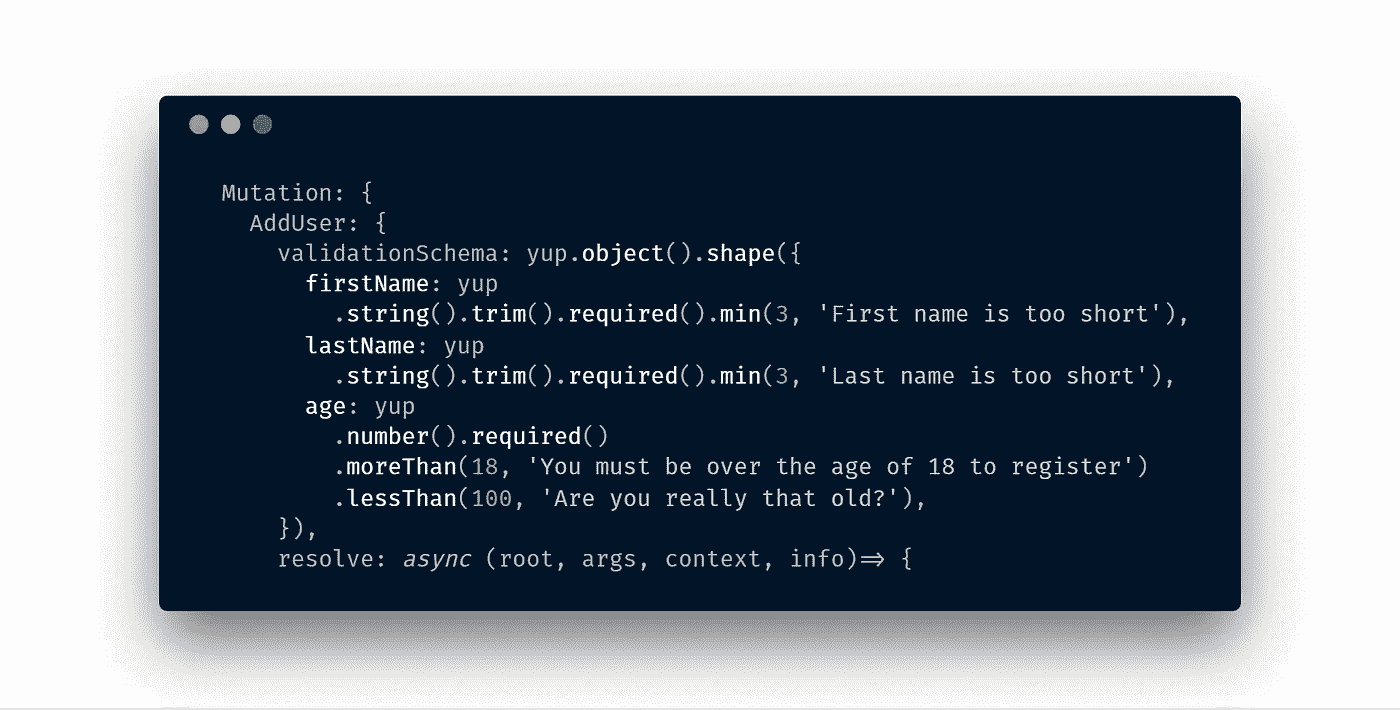 Mutation: {
AddUser: {
validationSchema: yup.object().shape({
firstName: yup
.string().trim().required().min(3, 'First name is too short'),
lastName: yup
.string().trim().required().min(3, 'Last name is too short'),
age: yup
.number().required()
.moreThan(18, 'You must be over the age of 18 to register')
.lessThan(100, 'Are you really that old?'),
}),
resolve: async (root, args, context, info)=> {